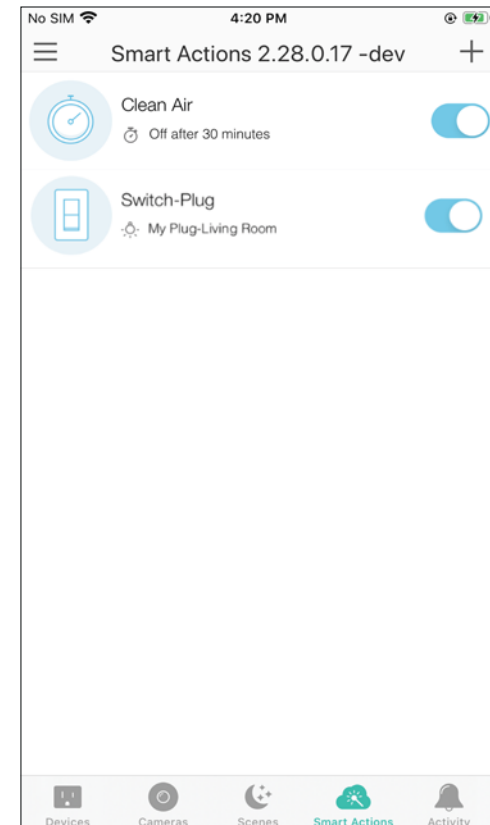 No SIM 4:20 PM
Smart Actions 2.28.0.17 -dev
Clean Air
Off after 30 minutes
Switch-Plug
My Plug-Living Room
Devices Cameras Scenes Smart Actions Activity